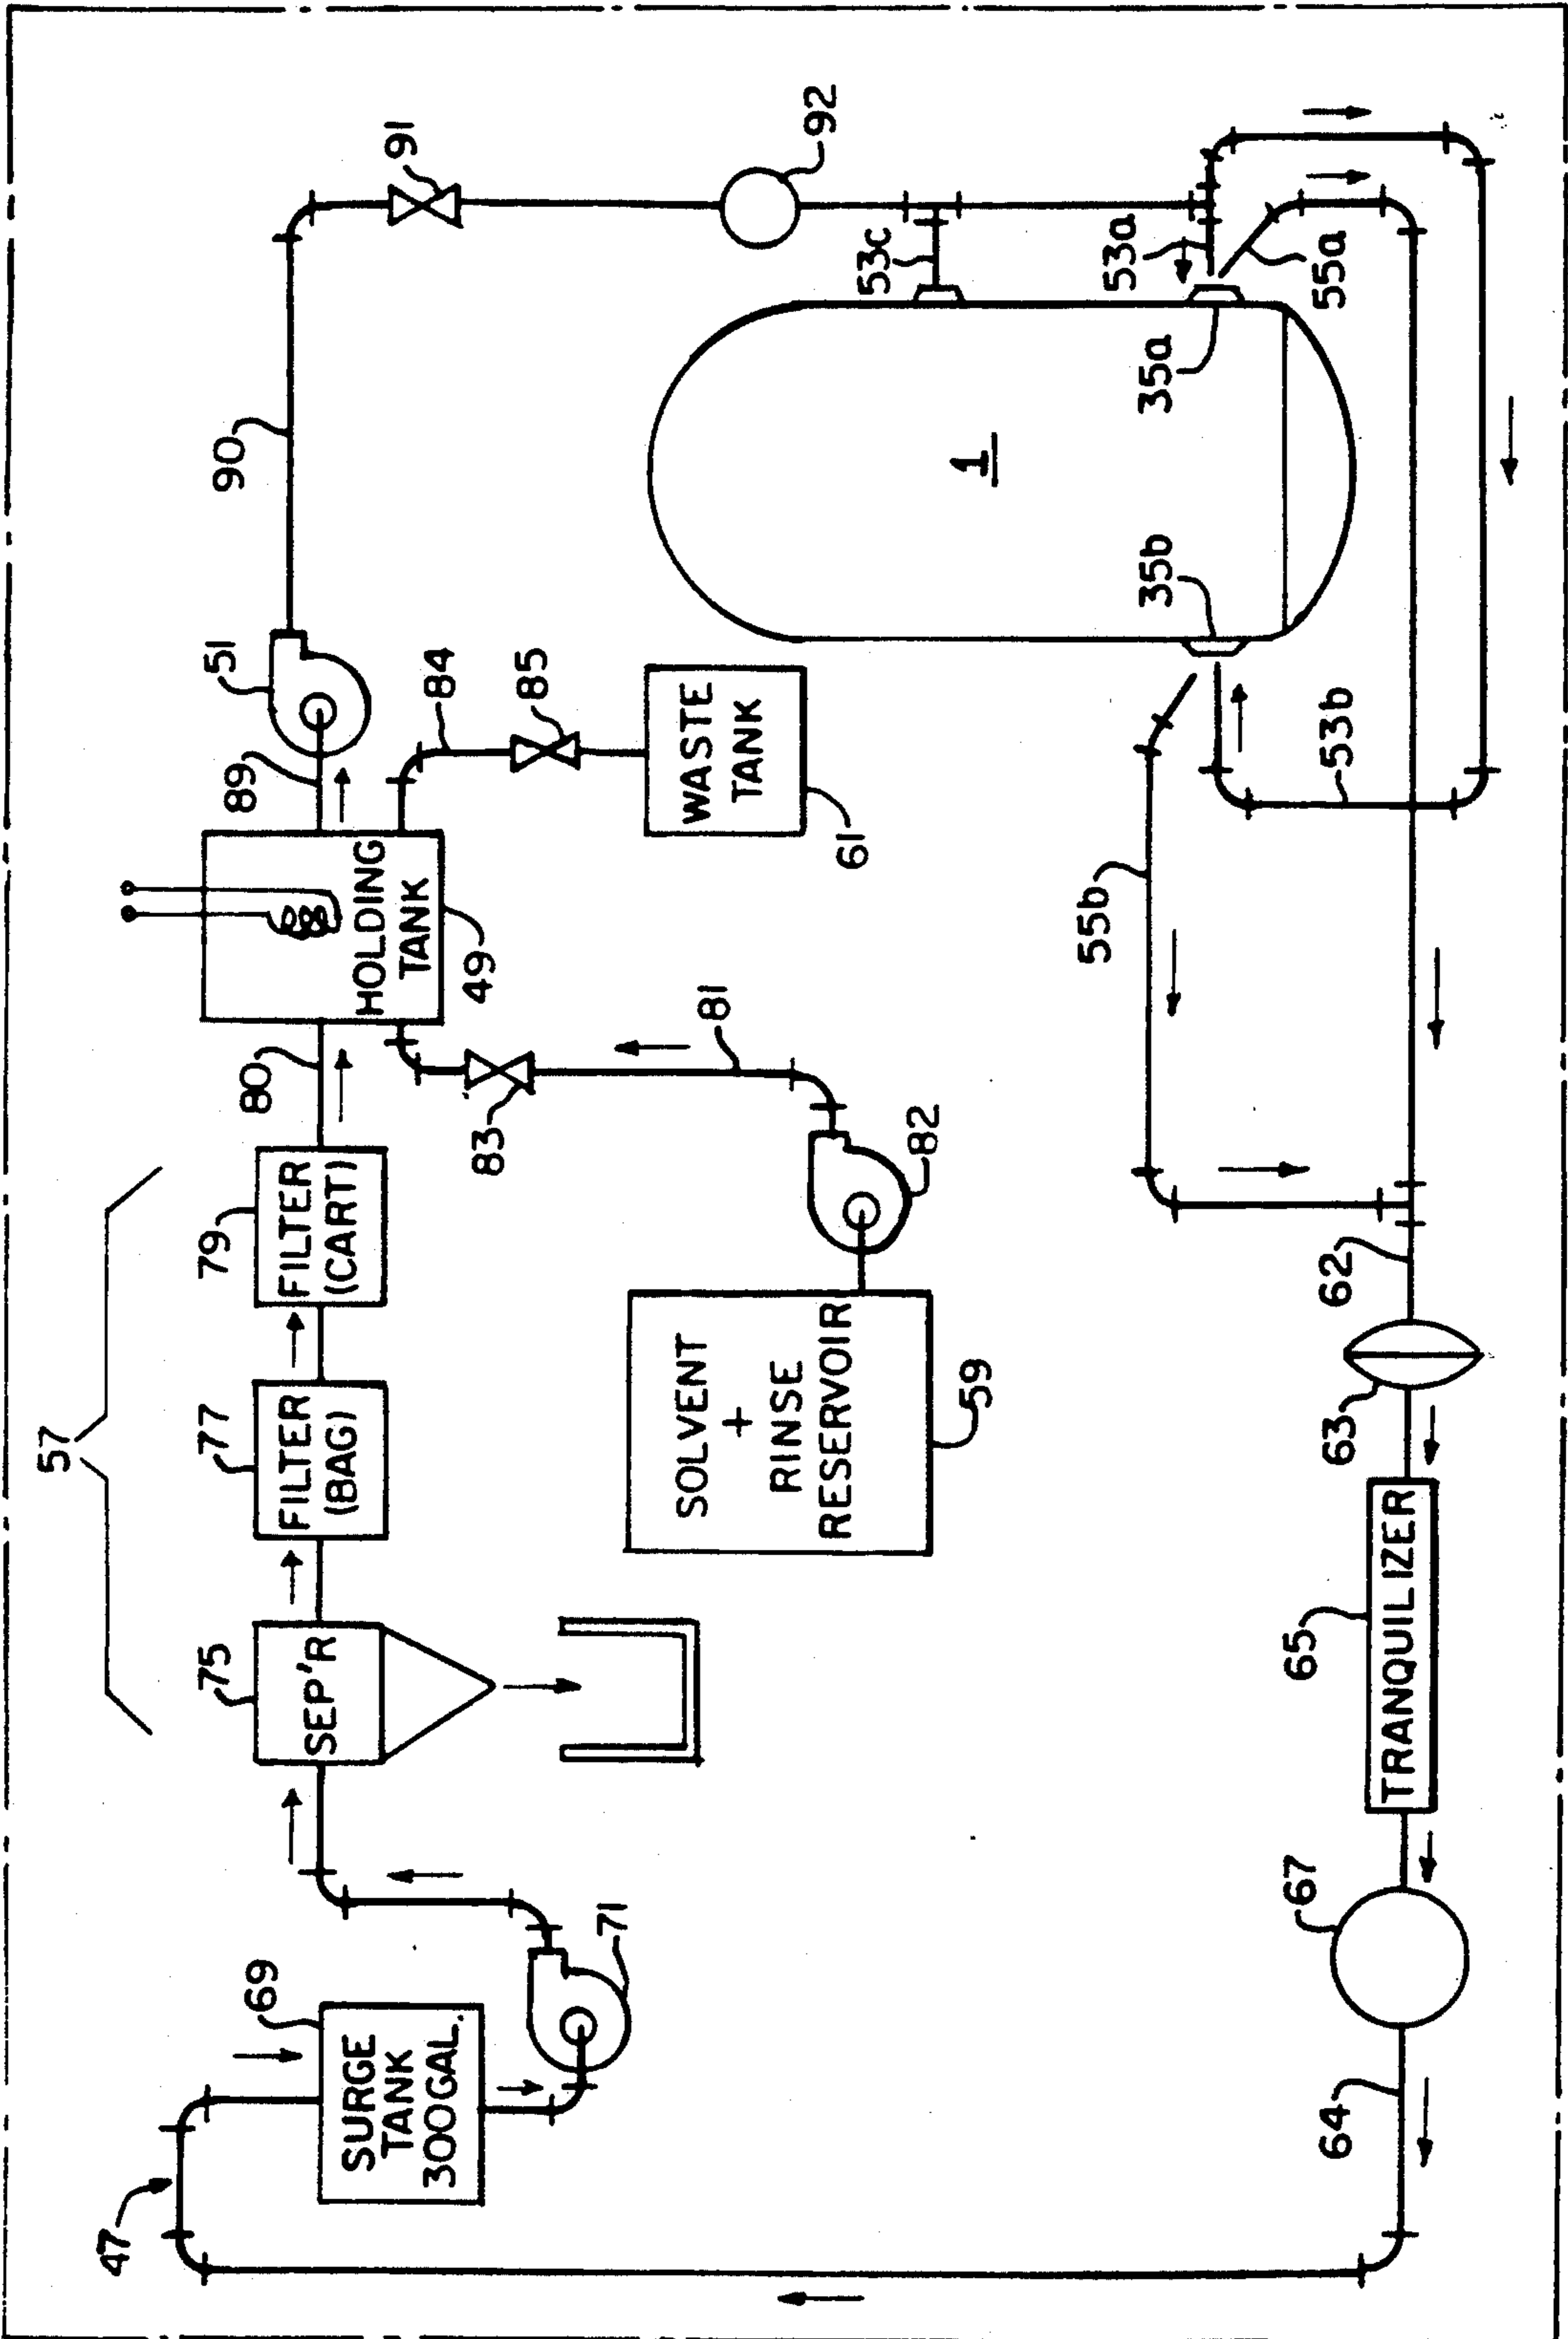 57
47
69
75
77
79
80
89
51
90
91
SURGE
TANK
300GAL.
SEP'R
FILTER
(BAG)
FILTER
(CART)
HOLDING
TANK
49
84
85
83
71
81
SOLVENT
+
RINSE
RESERVOIR
59
82
WASTE
TANK
61
92
53c
1
55b
35b
35a
53a
55a
53b
64
67
65
TRANQUILIZER
63
62